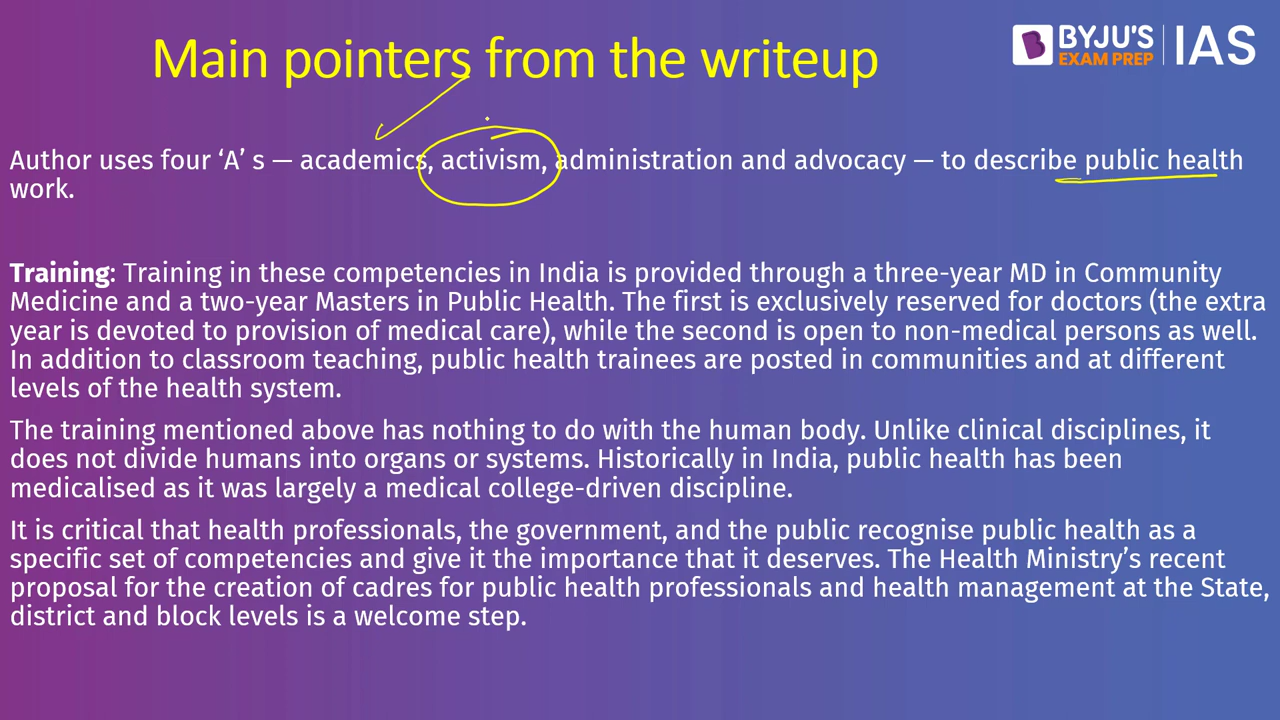 Main pointers from the writeup
BYJU'S
EXAM PREP
IAS
Author uses four ‘A’ s — academics, activism, administration and advocacy — to describe public health
work.
Training: Training in these competencies in India is provided through a three-year MD in Community
Medicine and a two-year Masters in Public Health. The first is exclusively reserved for doctors (the extra
year is devoted to provision of medical care), while the second is open to non-medical persons as well.
In addition to classroom teaching, public health trainees are posted in communities and at different
levels of the health system.
The training mentioned above has nothing to do with the human body. Unlike clinical disciplines, it
does not divide humans into organs or systems. Historically in India, public health has been
medicalised as it was largely a medical college-driven discipline.
It is critical that health professionals, the government, and the public recognise public health as a
specific set of competencies and give it the importance that it deserves. The Health Ministry’s recent
proposal for the creation of cadres for public health professionals and health management at the State,
district and block levels is a welcome step.